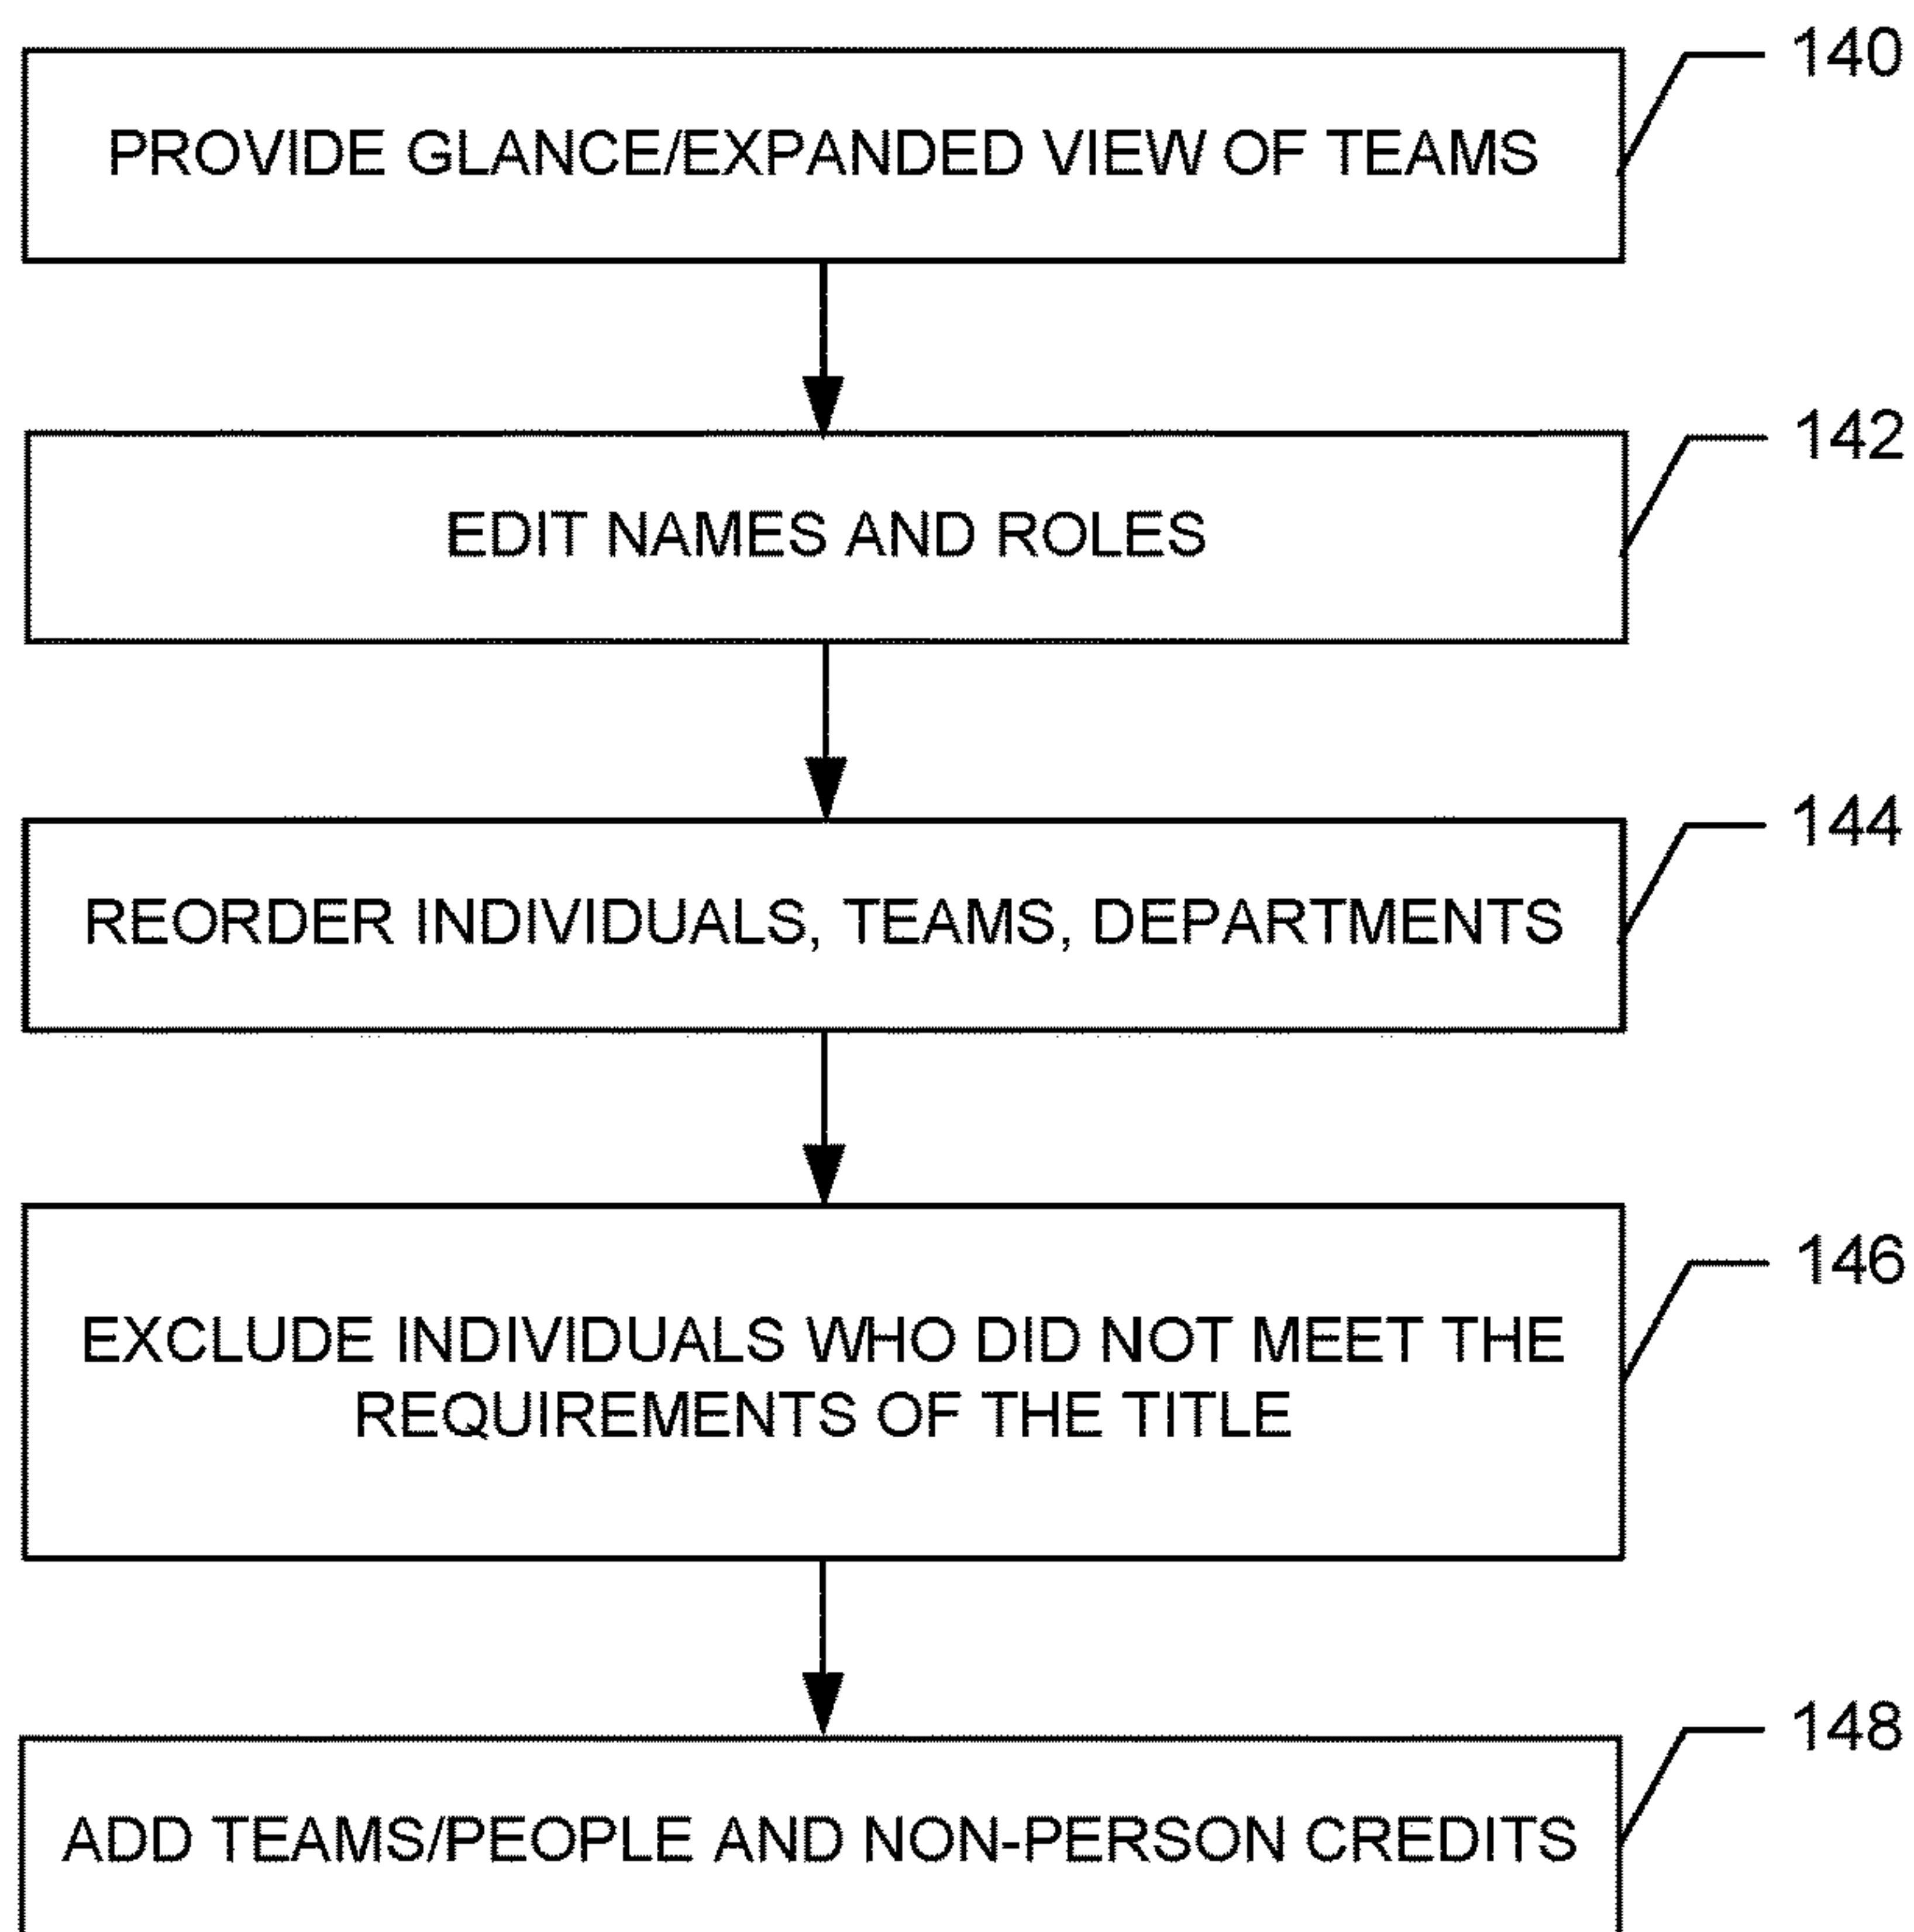 140
PROVIDE GLANCE/EXPANDED VIEW OF TEAMS
142
EDIT NAMES AND ROLES
144
REORDER INDIVIDUALS, TEAMS, DEPARTMENTS
146
EXCLUDE INDIVIDUALS WHO DID NOT MEET THE
REQUIREMENTS OF THE TITLE
148
ADD TEAMS/PEOPLE AND NON-PERSON CREDITS